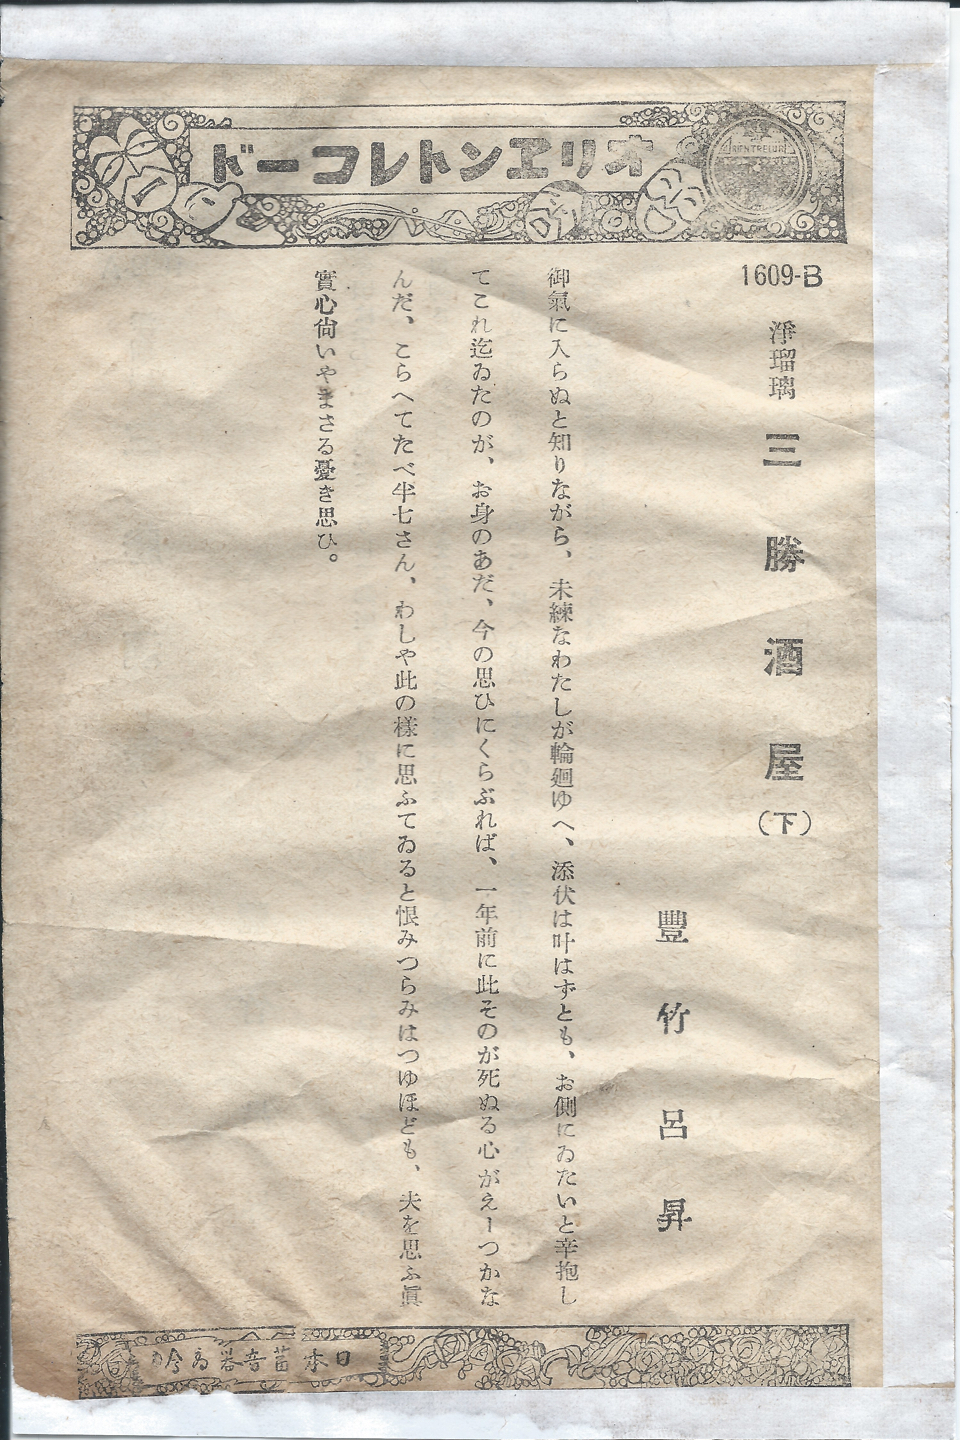 オリエントレコード
ORIENTRECORD
1609-B
淨瑠璃 三勝酒屋(下)
豐竹呂昇
御氣に入らぬと知りながら、未練なわたしが輪廻ゆへ、添伏は叶はずとも、お側にゐたいと辛抱し
てこれ迄ゐたのが、お身のあだ、今の思ひにくらぶれば、一年前に此そのが死ぬる心がえーつかな
んだ、こらへてたべ半七さん、わしや此の樣に思ふてゐると恨みつらみはつゆほども、夫を思ふ眞
實心尙いやまさる憂き思ひ。
日本蓄音器商會